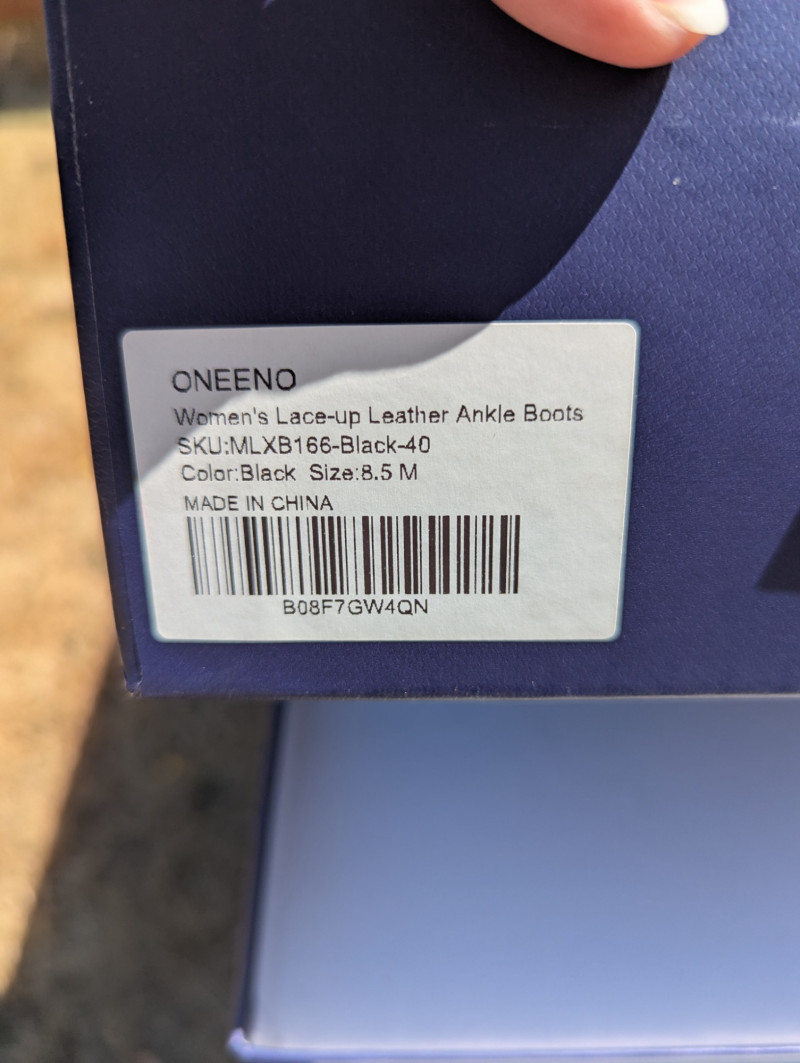 ONEENO
Women's Lace-up Leather Ankle Boots
SKU:MLXB166-Black-40
Color:Black Size:8.5 M
MADE IN CHINA
B08F7GW4QN